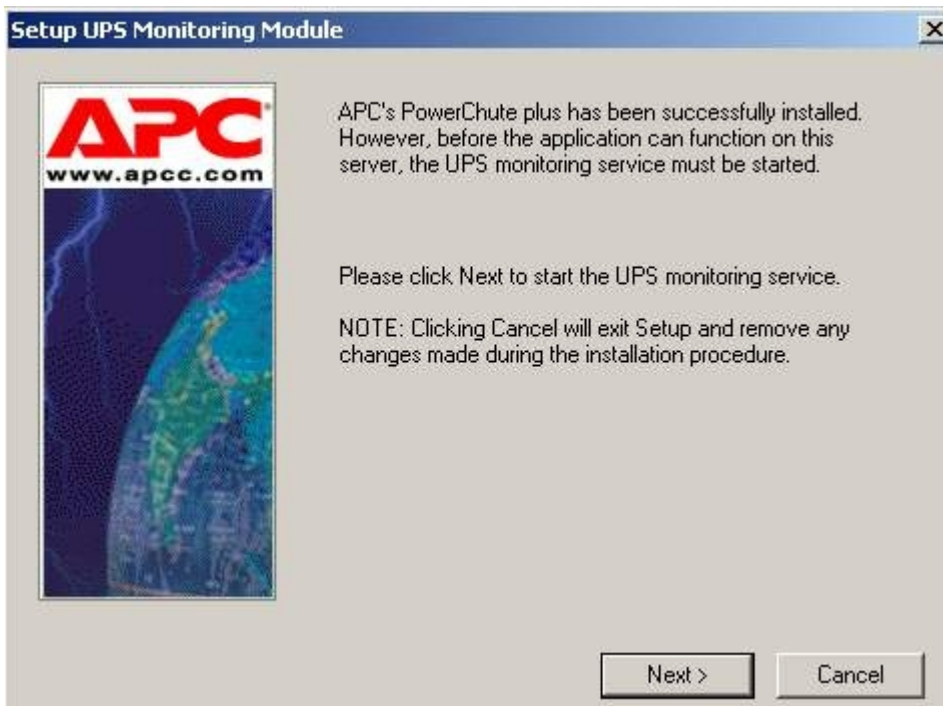 Setup UPS Monitoring Module
APC
www.apcc.com
APC's PowerChute plus has been successfully installed.
However, before the application can function on this
server, the UPS monitoring service must be started.
Please click Next to start the UPS monitoring service.
NOTE: Clicking Cancel will exit Setup and remove any
changes made during the installation procedure.
Next >
Cancel